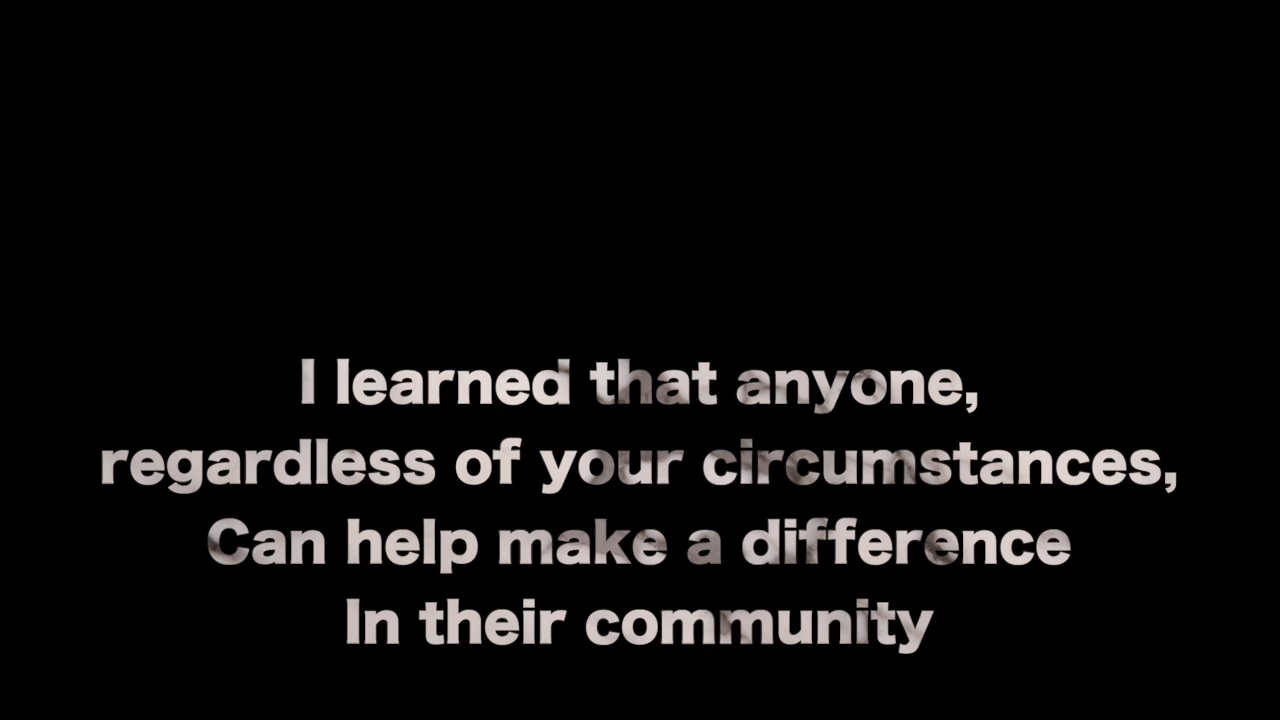 I learned that anyone,
regardless of your circumstances,
Can help make a difference
In their community